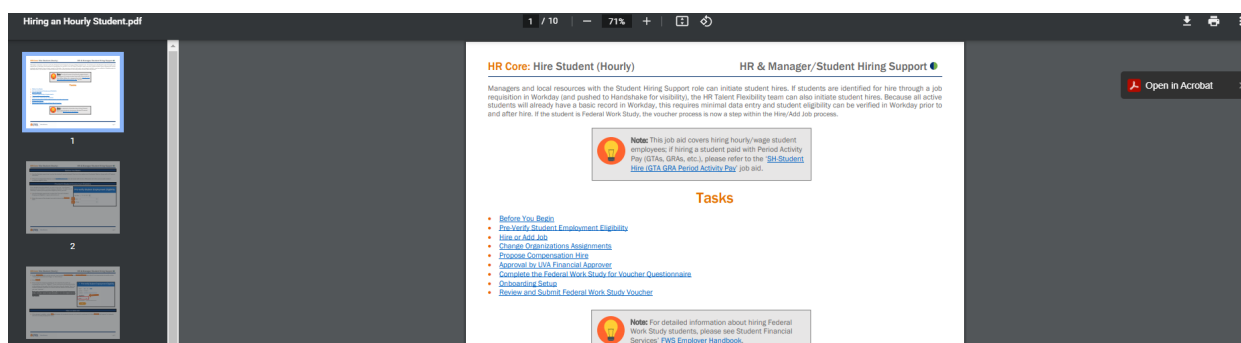 Hiring an Hourly Student.pdf
1 / 10 | — 71% +
Open in Acrobat
1
2
HR Core: Hire Student (Hourly) HR & Manager/Student Hiring Support
Managers and local resources with the Student Hiring Support role can initiate student hires. If students are identified for hire through a job
requisition in Workday (and pushed to Handshake for visibility), the HR Talent Flexibility team can also initiate student hires. Because all active
students will already have a basic record in Workday, this requires minimal data entry and student eligibility can be verified in Workday prior to
and after hire. If the student is Federal Work Study, the voucher process is now a step within the Hire/Add Job process.
Note: This job aid covers hiring hourly/wage student
employees; if hiring a student paid with Period Activity
Pay (GTAs, GRAs, etc.), please refer to the 'SH-Student
Hire (GTA GRA Period Activity Pay' job aid.
Tasks
• Before You Begin
• Pre-Verify Student Employment Eligibility
• Hire or Add Job
• Change Organizations Assignments
• Propose Compensation Hire
• Approval by UVA Financial Approver
• Complete the Federal Work Study for Voucher Questionnaire
• Onboarding Setup
• Review and Submit Federal Work Study Voucher
Note: For detailed information about hiring Federal
Work Study students, please see Student Financial
Services' FWS Employer Handbook.